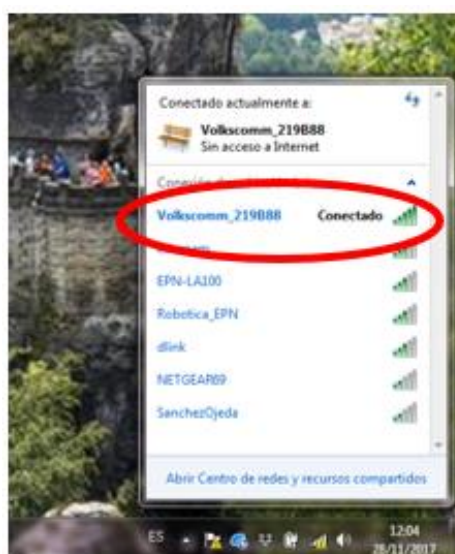 Conectado actualmente a:
Volkscomm_219B88
Sin acceso a Internet
Volkscomm_219B88 Conectado
EPN-LA100
Robotica_EPN
dlink
NETGEAR69
SanchezOjeda
Abrir Centro de redes y recursos compartidos
ES
12:04
28/11/2017